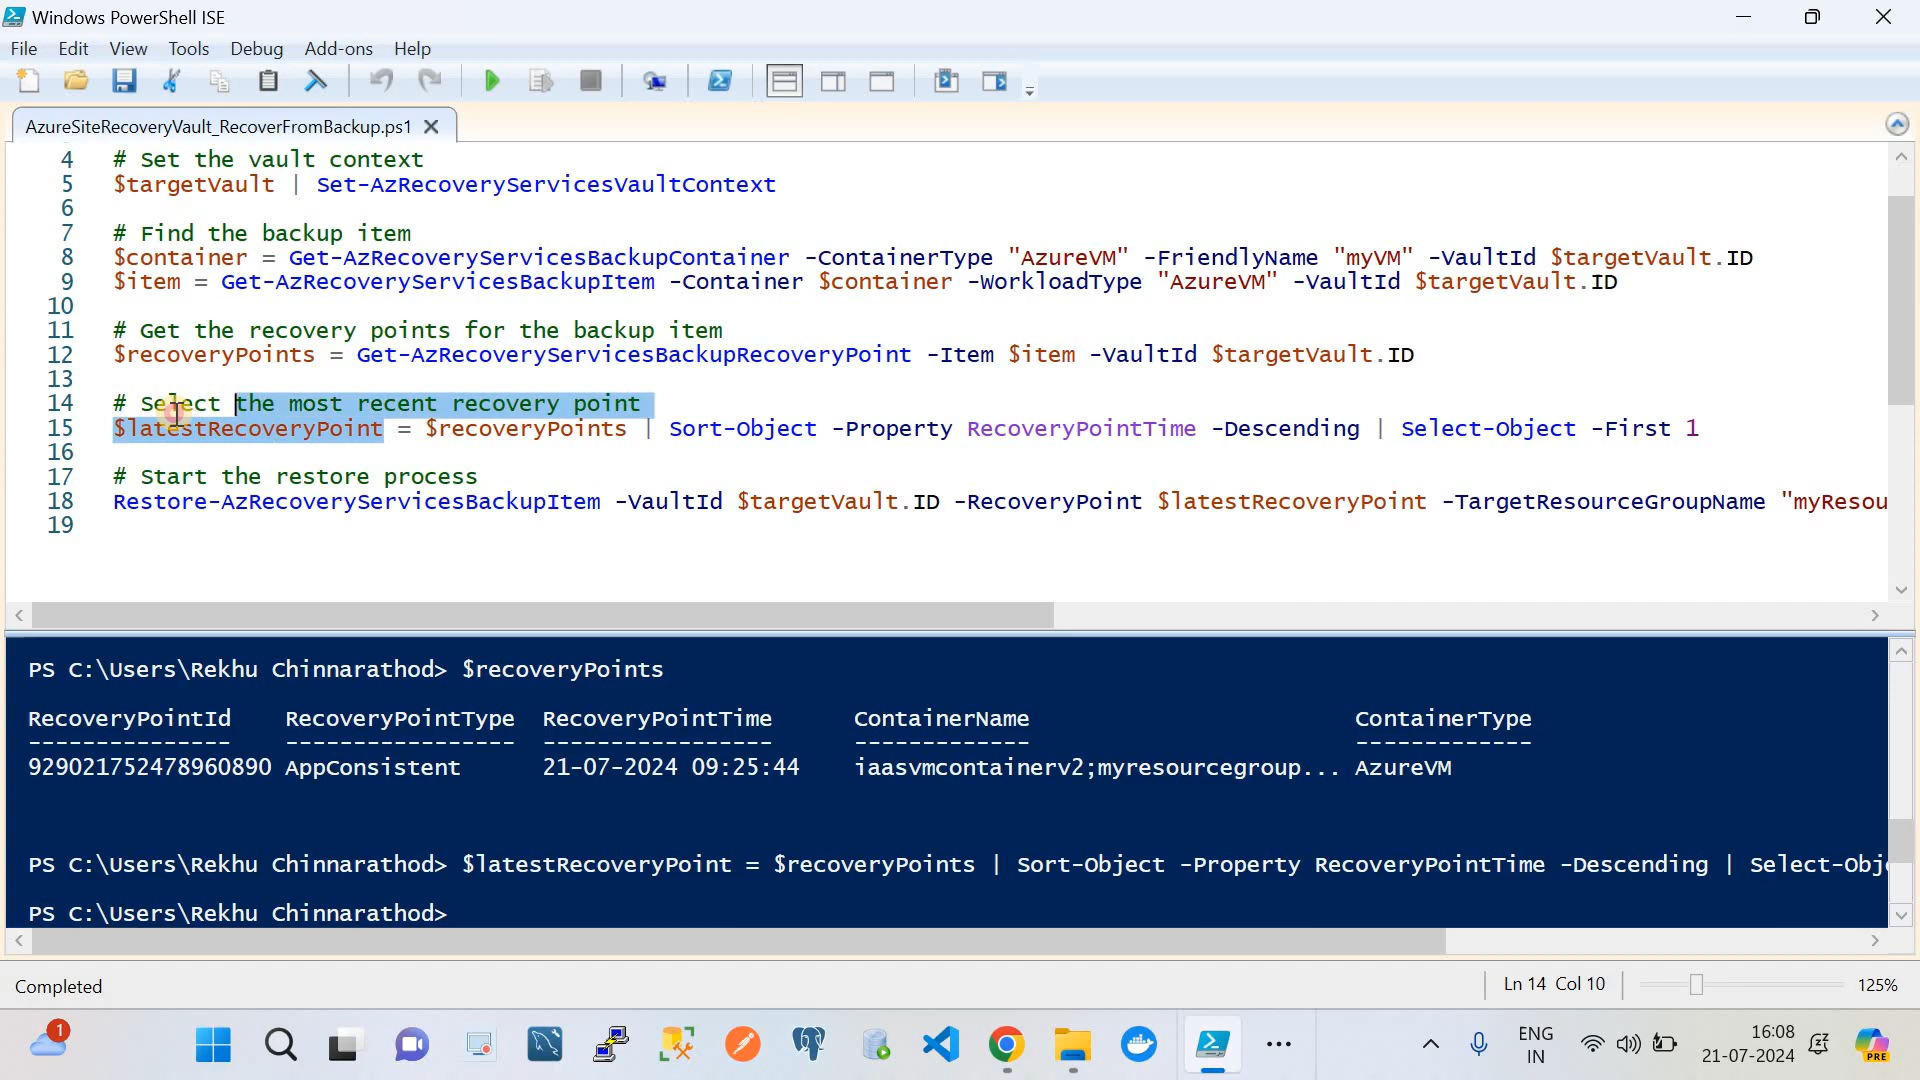 Windows PowerShell ISE
File Edit View Tools Debug Add-ons Help
AzureSiteRecoveryVault_RecoverFromBackup.ps1
4 # Set the vault context
5 $targetVault | Set-AzRecoveryServicesVaultContext
6
7 # Find the backup item
8 $container = Get-AzRecoveryServicesBackupContainer -ContainerType "AzureVM" -FriendlyName "myVM" -VaultId $targetVault.ID
9 $item = Get-AzRecoveryServicesBackupItem -Container $container -WorkloadType "AzureVM" -VaultId $targetVault.ID
10
11 # Get the recovery points for the backup item
12 $recoveryPoints = Get-AzRecoveryServicesBackupRecoveryPoint -Item $item -VaultId $targetVault.ID
13
14 # Select the most recent recovery point
15 $latestRecoveryPoint = $recoveryPoints | Sort-Object -Property RecoveryPointTime -Descending | Select-Object -First 1
16
17 # Start the restore process
18 Restore-AzRecoveryServicesBackupItem -VaultId $targetVault.ID -RecoveryPoint $latestRecoveryPoint -TargetResourceGroupName "myResou
19
PS C:\Users\Rekhu Chinnarathod> $recoveryPoints
RecoveryPointId RecoveryPointType RecoveryPointTime ContainerName ContainerType
--------------- ----------------- ----------------- ------------- -------------
929021752478960890 AppConsistent 21-07-2024 09:25:44 iaasvmcontainerv2;myresourcegroup... AzureVM
PS C:\Users\Rekhu Chinnarathod> $latestRecoveryPoint = $recoveryPoints | Sort-Object -Property RecoveryPointTime -Descending | Select-Obj
PS C:\Users\Rekhu Chinnarathod>
Completed
Ln 14 Col 10
125%
1
ENG
IN
16:08
21-07-2024
PRE